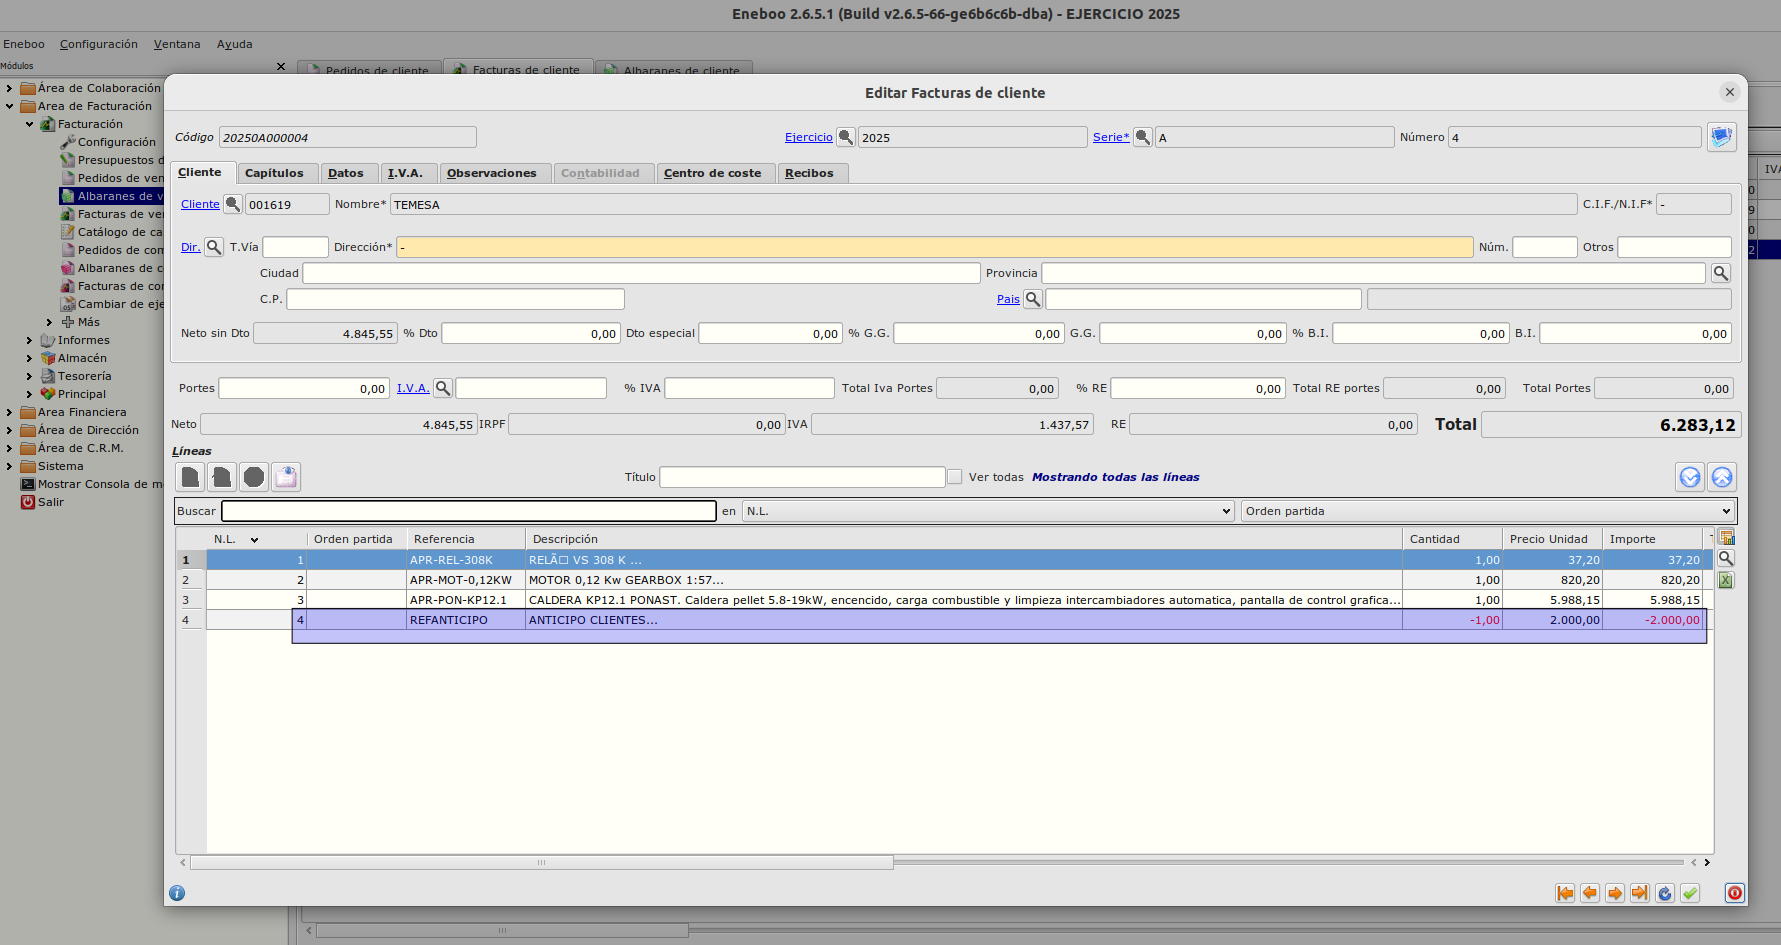 Eneboo 2.6.5.1 (Build v2.6.5-66-ge6b6c6b-dba) - EJERCICIO 2025
Eneboo Configuración Ventana Ayuda
Módulos
Pedidos de cliente Facturas de cliente Albaranes de cliente
Área de Colaboración
Área de Facturación
Facturación
Configuración
Presupuestos d
Pedidos de ven
Albaranes de v
Facturas de ve
Catálogo de ca
Pedidos de com
Albaranes de c
Facturas de co
Cambiar de eje
Más
Informes
Almacén
Tesorería
Principal
Area Financiera
Área de Dirección
Área de C.R.M.
Sistema
Mostrar Consola de m
Salir
IV
0
9
0
2
Editar Facturas de cliente
Código 20250A000004 Ejercicio 2025 Serie* A Número 4
Cliente Capítulos Datos I.V.A. Observaciones Contabilidad Centro de coste Recibos
Cliente 001619 Nombre* TEMESA C.I.F./N.I.F* -
Dir. T.Vía Dirección* - Núm. Otros
Ciudad Provincia
C.P. Pais
Neto sin Dto 4.845,55 % Dto 0,00 Dto especial 0,00 % G.G. 0,00 G.G. 0,00 % B.I. 0,00 B.I. 0,00
Portes 0,00 I.V.A. % IVA Total Iva Portes 0,00 % RE 0,00 Total RE portes 0,00 Total Portes 0,00
Neto 4.845,55 IRPF 0,00 IVA 1.437,57 RE 0,00 Total 6.283,12
Líneas
Título Ver todas Mostrando todas las líneas
Buscar en N.L. Orden partida
N.L. Orden partida Referencia Descripción Cantidad Precio Unidad Importe
1 1 APR-REL-308K RELÃ□ VS 308 K ... 1,00 37,20 37,20
2 2 APR-MOT-0,12KW MOTOR 0,12 Kw GEARBOX 1:57... 1,00 820,20 820,20
3 3 APR-PON-KP12.1 CALDERA KP12.1 PONAST. Caldera pellet 5.8-19kW, encencido, carga combustible y limpieza intercambiadores automatica, pantalla de control grafica... 1,00 5.988,15 5.988,15
4 4 REFANTICIPO ANTICIPO CLIENTES... -1,00 2.000,00 -2.000,00